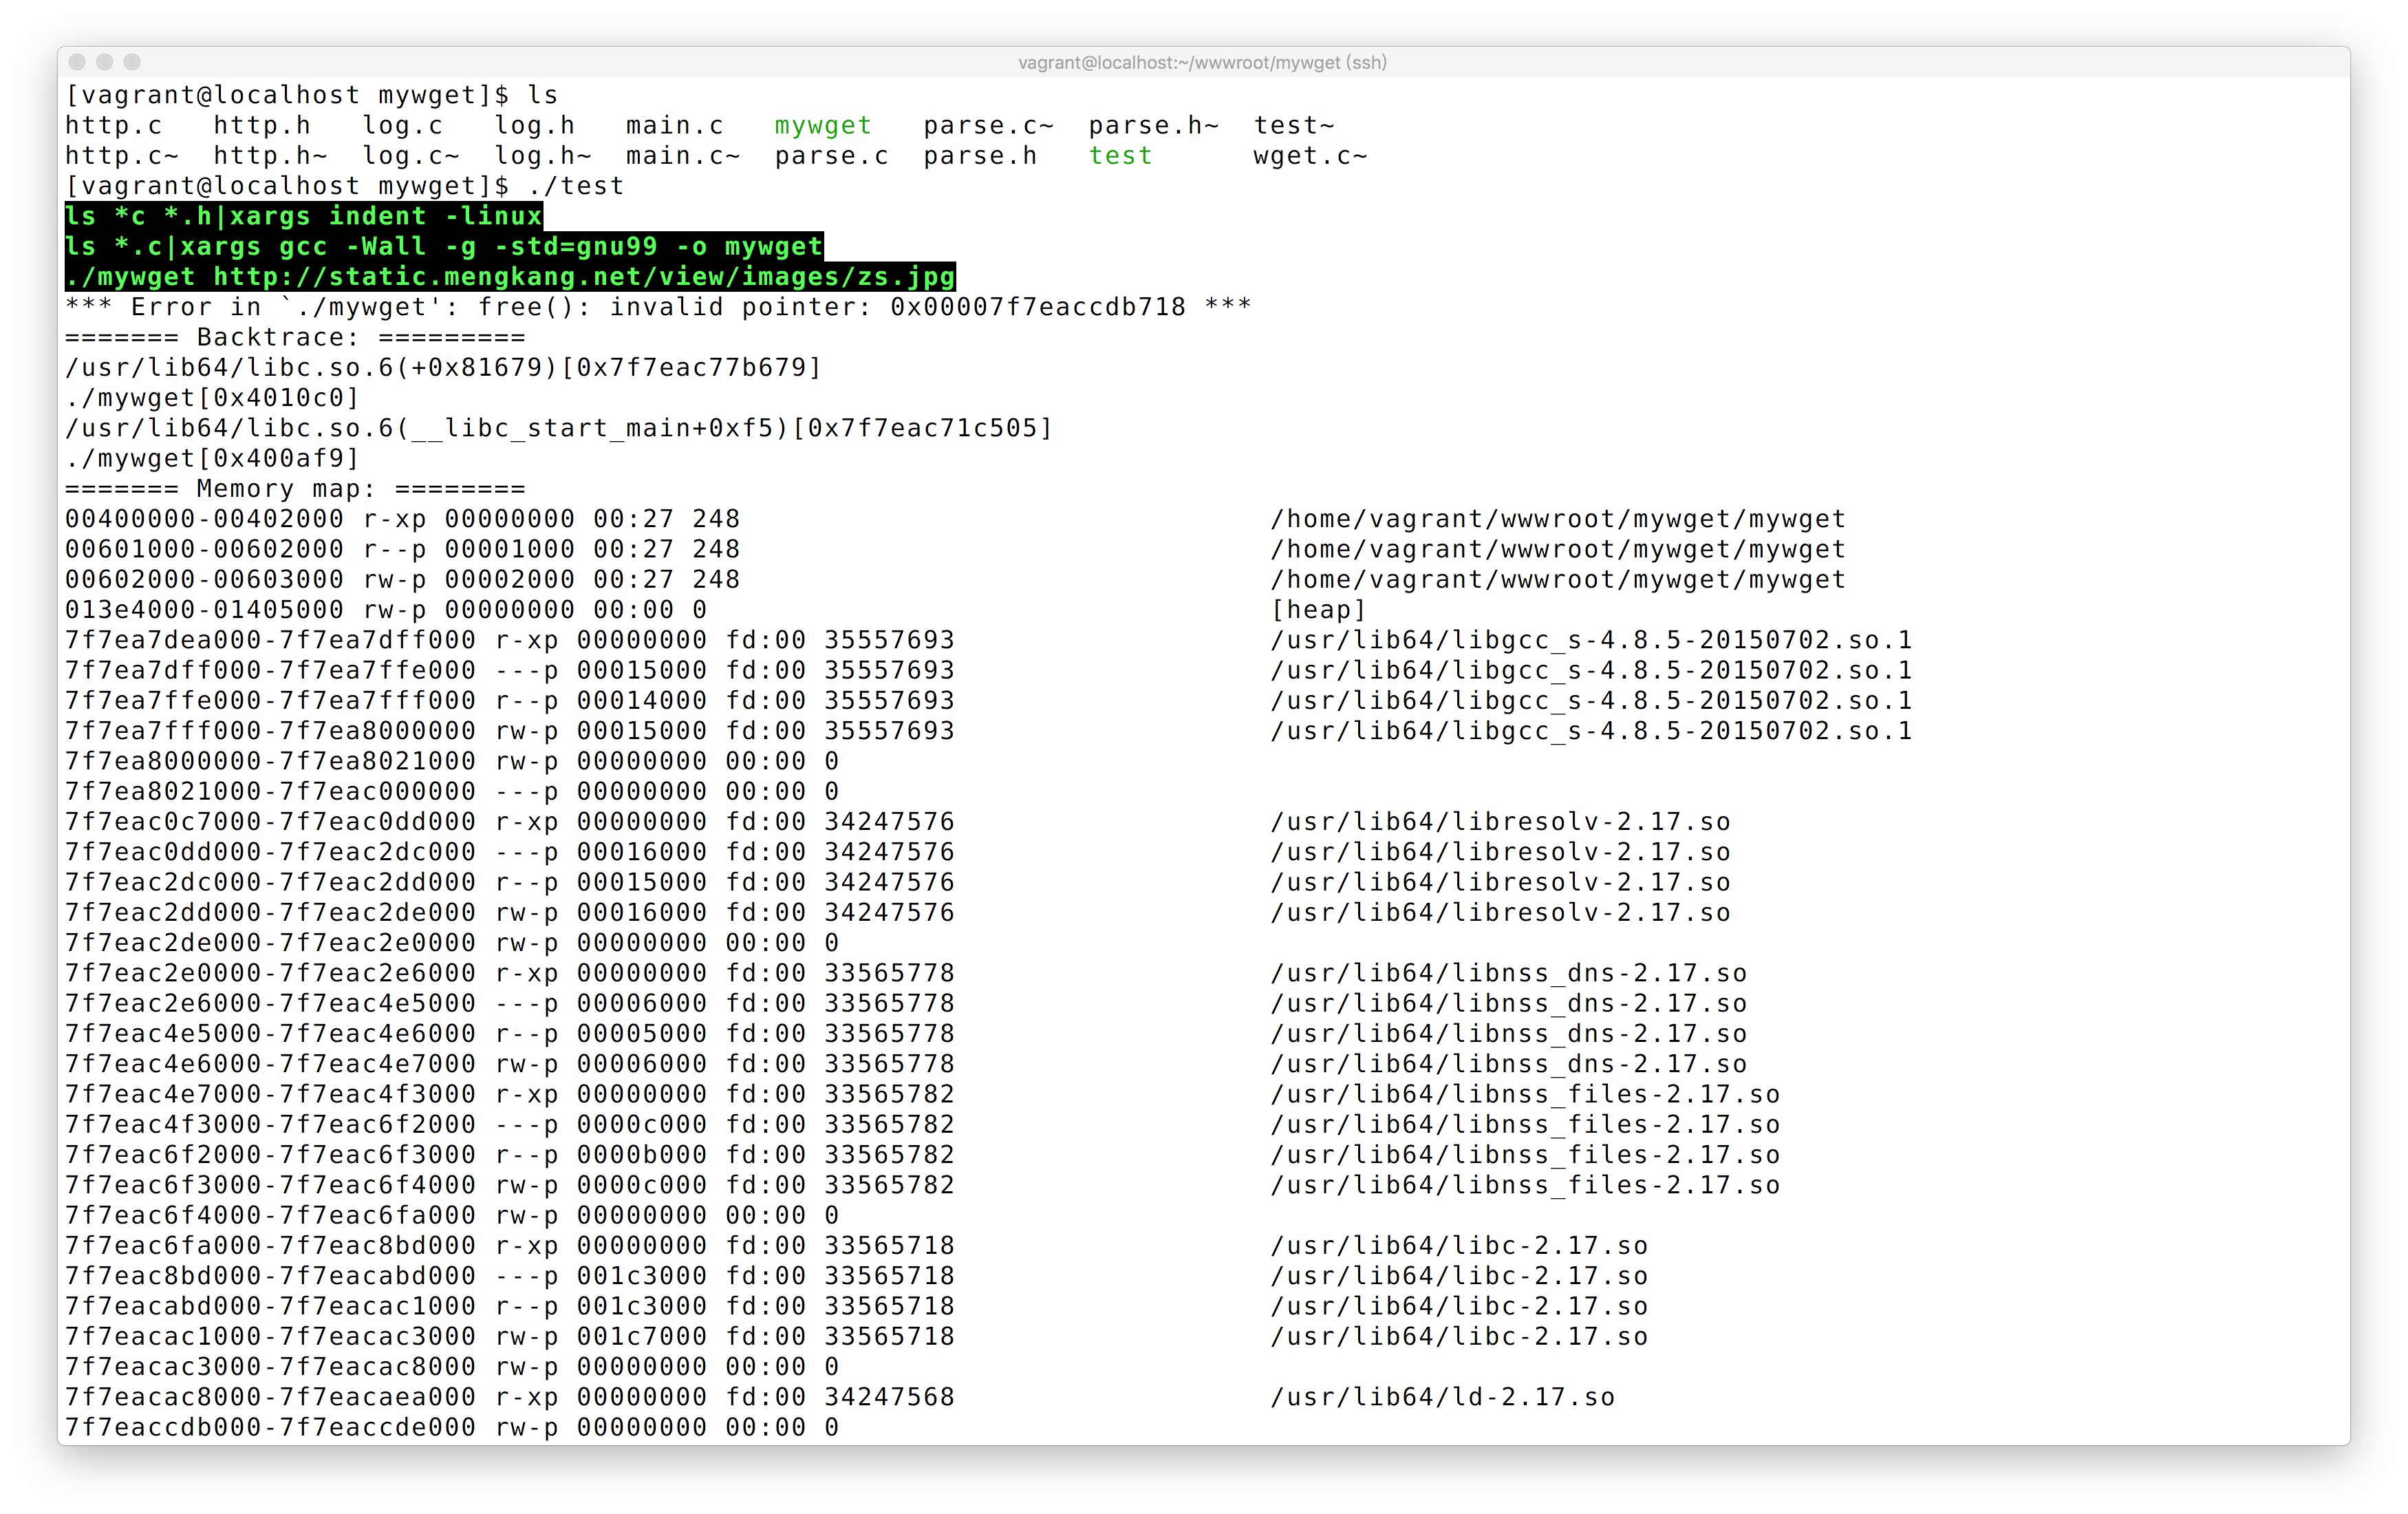 vagrant@localhost:~/wwwroot/mywget (ssh)
[vagrant@localhost mywget]$ ls
http.c   http.h   log.c   log.h   main.c   mywget   parse.c~  parse.h~  test~
http.c~  http.h~  log.c~  log.h~  main.c~  parse.c  parse.h   test      wget.c~
[vagrant@localhost mywget]$ ./test
ls *c *.h|xargs indent -linux
ls *.c|xargs gcc -Wall -g -std=gnu99 -o mywget
./mywget http://static.mengkang.net/view/images/zs.jpg
*** Error in `./mywget': free(): invalid pointer: 0x00007f7eaccdb718 ***
======= Backtrace: =========
/usr/lib64/libc.so.6(+0x81679)[0x7f7eac77b679]
./mywget[0x4010c0]
/usr/lib64/libc.so.6(__libc_start_main+0xf5)[0x7f7eac71c505]
./mywget[0x400af9]
======= Memory map: ========
00400000-00402000 r-xp 00000000 00:27 248 /home/vagrant/wwwroot/mywget/mywget
00601000-00602000 r--p 00001000 00:27 248 /home/vagrant/wwwroot/mywget/mywget
00602000-00603000 rw-p 00002000 00:27 248 /home/vagrant/wwwroot/mywget/mywget
013e4000-01405000 rw-p 00000000 00:00 0 [heap]
7f7ea7dea000-7f7ea7dff000 r-xp 00000000 fd:00 35557693 /usr/lib64/libgcc_s-4.8.5-20150702.so.1
7f7ea7dff000-7f7ea7ffe000 ---p 00015000 fd:00 35557693 /usr/lib64/libgcc_s-4.8.5-20150702.so.1
7f7ea7ffe000-7f7ea7fff000 r--p 00014000 fd:00 35557693 /usr/lib64/libgcc_s-4.8.5-20150702.so.1
7f7ea7fff000-7f7ea8000000 rw-p 00015000 fd:00 35557693 /usr/lib64/libgcc_s-4.8.5-20150702.so.1
7f7ea8000000-7f7ea8021000 rw-p 00000000 00:00 0
7f7ea8021000-7f7eac000000 ---p 00000000 00:00 0
7f7eac0c7000-7f7eac0dd000 r-xp 00000000 fd:00 34247576 /usr/lib64/libresolv-2.17.so
7f7eac0dd000-7f7eac2dc000 ---p 00016000 fd:00 34247576 /usr/lib64/libresolv-2.17.so
7f7eac2dc000-7f7eac2dd000 r--p 00015000 fd:00 34247576 /usr/lib64/libresolv-2.17.so
7f7eac2dd000-7f7eac2de000 rw-p 00016000 fd:00 34247576 /usr/lib64/libresolv-2.17.so
7f7eac2de000-7f7eac2e0000 rw-p 00000000 00:00 0
7f7eac2e0000-7f7eac2e6000 r-xp 00000000 fd:00 33565778 /usr/lib64/libnss_dns-2.17.so
7f7eac2e6000-7f7eac4e5000 ---p 00006000 fd:00 33565778 /usr/lib64/libnss_dns-2.17.so
7f7eac4e5000-7f7eac4e6000 r--p 00005000 fd:00 33565778 /usr/lib64/libnss_dns-2.17.so
7f7eac4e6000-7f7eac4e7000 rw-p 00006000 fd:00 33565778 /usr/lib64/libnss_dns-2.17.so
7f7eac4e7000-7f7eac4f3000 r-xp 00000000 fd:00 33565782 /usr/lib64/libnss_files-2.17.so
7f7eac4f3000-7f7eac6f2000 ---p 0000c000 fd:00 33565782 /usr/lib64/libnss_files-2.17.so
7f7eac6f2000-7f7eac6f3000 r--p 0000b000 fd:00 33565782 /usr/lib64/libnss_files-2.17.so
7f7eac6f3000-7f7eac6f4000 rw-p 0000c000 fd:00 33565782 /usr/lib64/libnss_files-2.17.so
7f7eac6f4000-7f7eac6fa000 rw-p 00000000 00:00 0
7f7eac6fa000-7f7eac8bd000 r-xp 00000000 fd:00 33565718 /usr/lib64/libc-2.17.so
7f7eac8bd000-7f7eacabd000 ---p 001c3000 fd:00 33565718 /usr/lib64/libc-2.17.so
7f7eacabd000-7f7eacac1000 r--p 001c3000 fd:00 33565718 /usr/lib64/libc-2.17.so
7f7eacac1000-7f7eacac3000 rw-p 001c7000 fd:00 33565718 /usr/lib64/libc-2.17.so
7f7eacac3000-7f7eacac8000 rw-p 00000000 00:00 0
7f7eacac8000-7f7eacaea000 r-xp 00000000 fd:00 34247568 /usr/lib64/ld-2.17.so
7f7eaccdb000-7f7eaccde000 rw-p 00000000 00:00 0